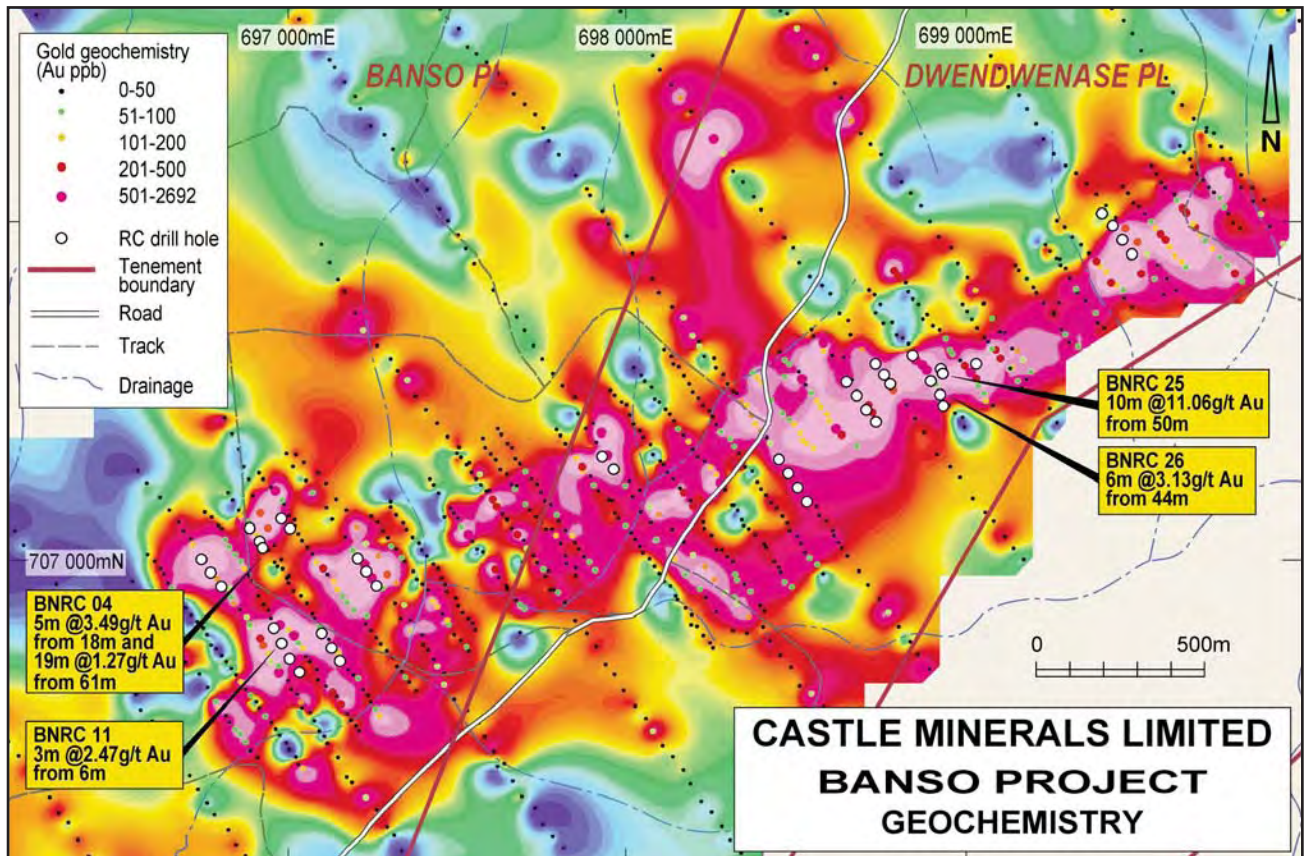 697 000mE
698 000mE
699 000mE
BANSO PL
DWENDWENASE PL
Gold geochemistry
(Au ppb)
0-50
51-100
101-200
201-500
501-2692
RC drill hole
Tenement
boundary
Road
Track
Drainage
N
BNRC 25
10m @11.06g/t Au
from 50m
BNRC 26
6m @3.13g/t Au
from 44m
707 000mN
BNRC 04
5m @3.49g/t Au
from 18m and
19m @1.27g/t Au
from 61m
BNRC 11
3m @2.47g/t Au
from 6m
0 500m
CASTLE MINERALS LIMITED
BANSO PROJECT
GEOCHEMISTRY